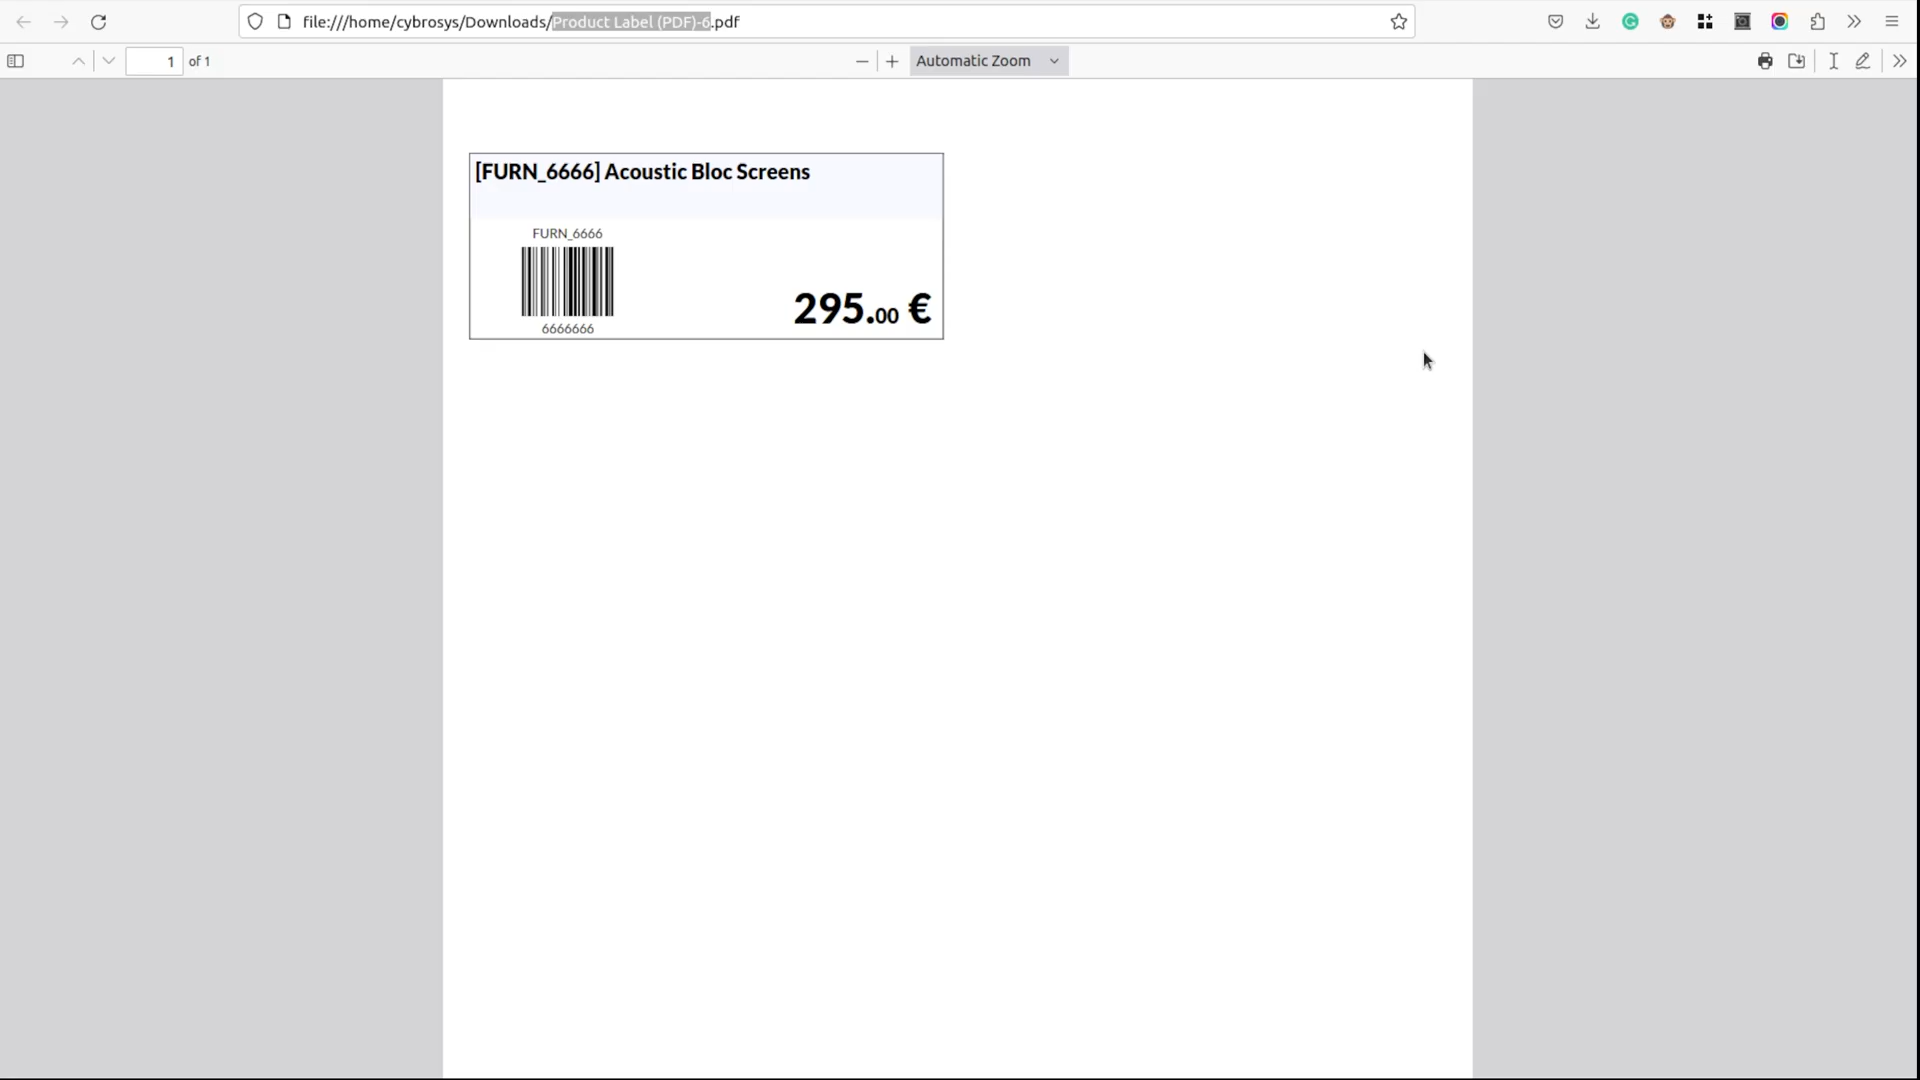 file:///home/cybrosys/Downloads/Product Label (PDF)-6.pdf
1 of 1
Automatic Zoom
[FURN_6666] Acoustic Bloc Screens
FURN_6666
295.00 €
6666666